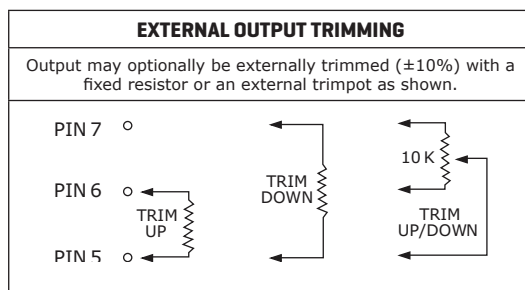 EXTERNAL OUTPUT TRIMMING
Output may optionally be externally trimmed (±10%) with a
fixed resistor or an external trimpot as shown.
PIN 7
10 K
PIN 6
TRIM
DOWN
TRIM
UP
TRIM
UP/DOWN
PIN 5